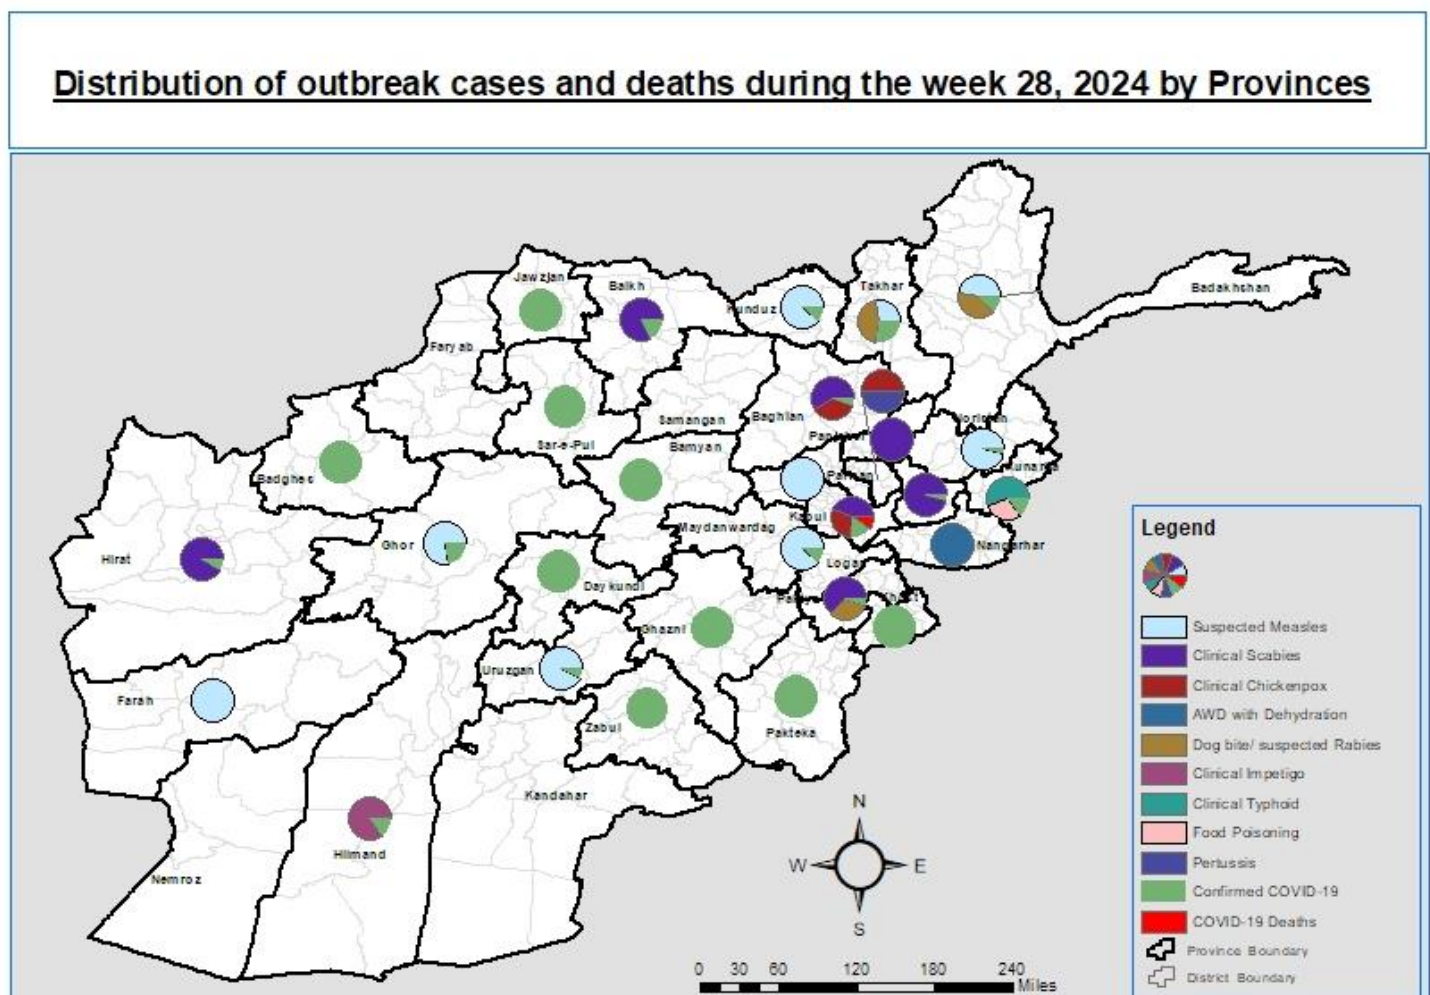 Distribution of outbreak cases and deaths during the week 28, 2024 by Provinces
Jawzjan
Balkh
Kunduz
Takhar
Badakhshan
Faryab
Sar-e-Pul
Samangan
Baghlan
Bamyan
Badghes
Hirat
Ghor
Daykundi
Maydanwardag
Kabul
Logar
Nangarhar
Ghazni
Uruzgan
Farah
Zabul
Pakteka
Kandahar
Hilmand
Nemroz
N
W
E
S
0 30 60 120 180 240
Miles
Legend
Suspected Measles
Clinical Scabies
Clinical Chickenpox
AWD with Dehydration
Dog bite/ suspected Rabies
Clinical Impetigo
Clinical Typhoid
Food Poisoning
Pertussis
Confirmed COVID-19
COVID-19 Deaths
Province Boundary
District Boundary